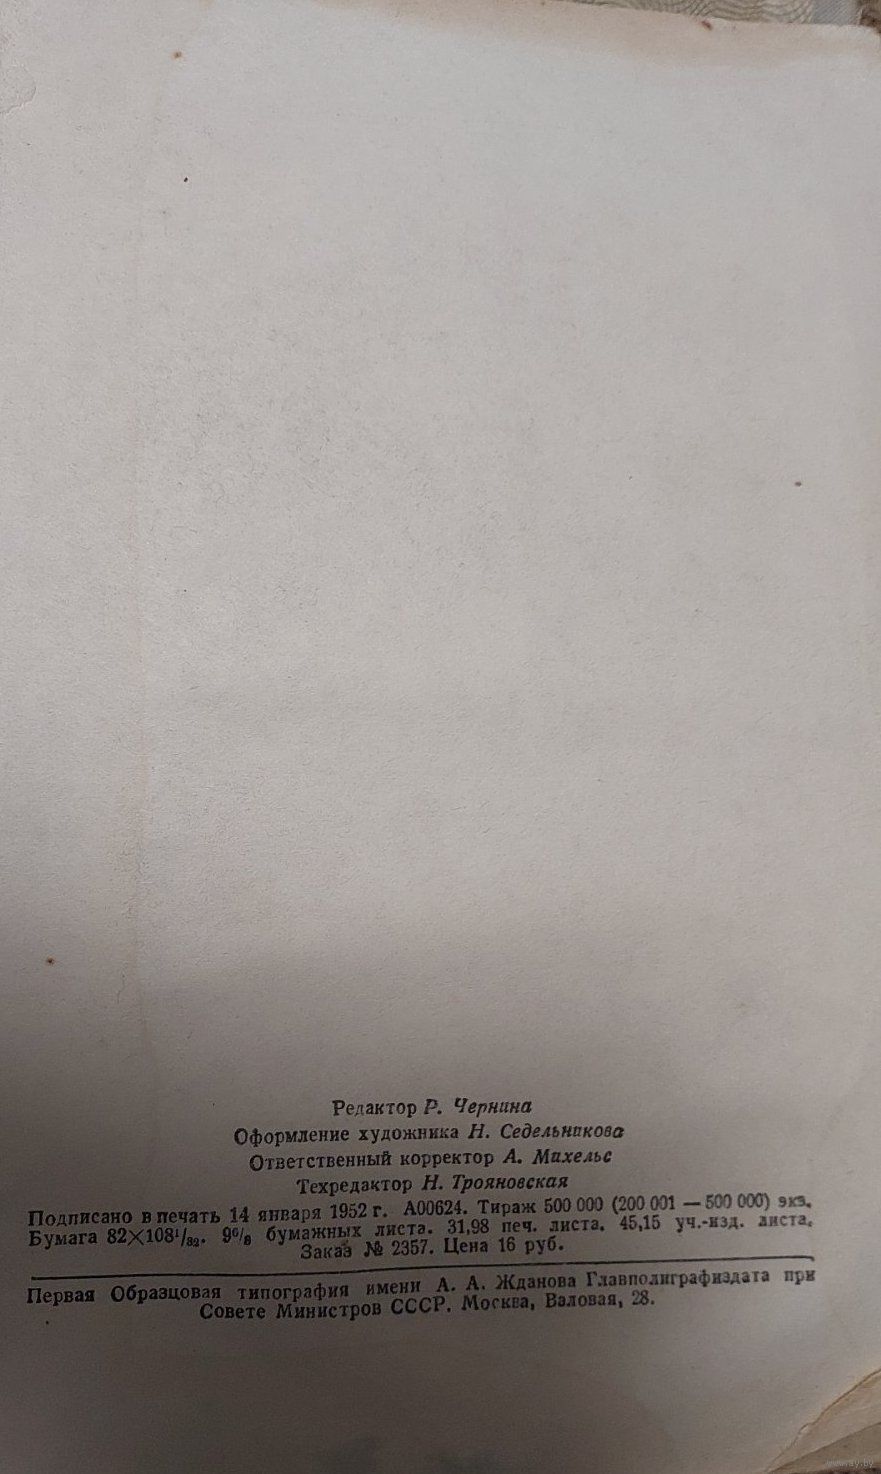 Редактор Р. Чернина
Оформление художника Н. Седельникова
Ответственный корректор А. Михельс
Техредактор Н. Трояновская
Подписано в печать 14 января 1952 г. А00624. Тираж 500 000 (200 001 — 500 000) экз.
Бумага 82×108¹/₃₂. 9⁶/₈ бумажных листа. 31,98 печ. листа. 45,15 уч.-изд. листа.
Заказ № 2357. Цена 16 руб.
Первая Образцовая типография имени А. А. Жданова Главполиграфиздата при
Совете Министров СССР. Москва, Валовая, 28.